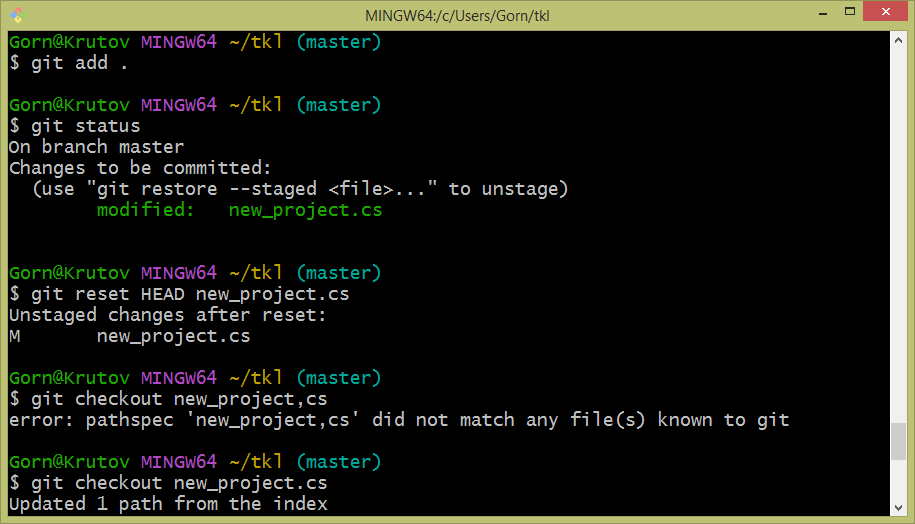 MINGW64:/c/Users/Gorn/tkl
Gorn@Krutov MINGW64 ~/tkl (master)
$ git add .
Gorn@Krutov MINGW64 ~/tkl (master)
$ git status
On branch master
Changes to be committed:
  (use "git restore --staged <file>..." to unstage)
        modified:   new_project.cs
Gorn@Krutov MINGW64 ~/tkl (master)
$ git reset HEAD new_project.cs
Unstaged changes after reset:
M       new_project.cs
Gorn@Krutov MINGW64 ~/tkl (master)
$ git checkout new_project,cs
error: pathspec 'new_project,cs' did not match any file(s) known to git
Gorn@Krutov MINGW64 ~/tkl (master)
$ git checkout new_project.cs
Updated 1 path from the index